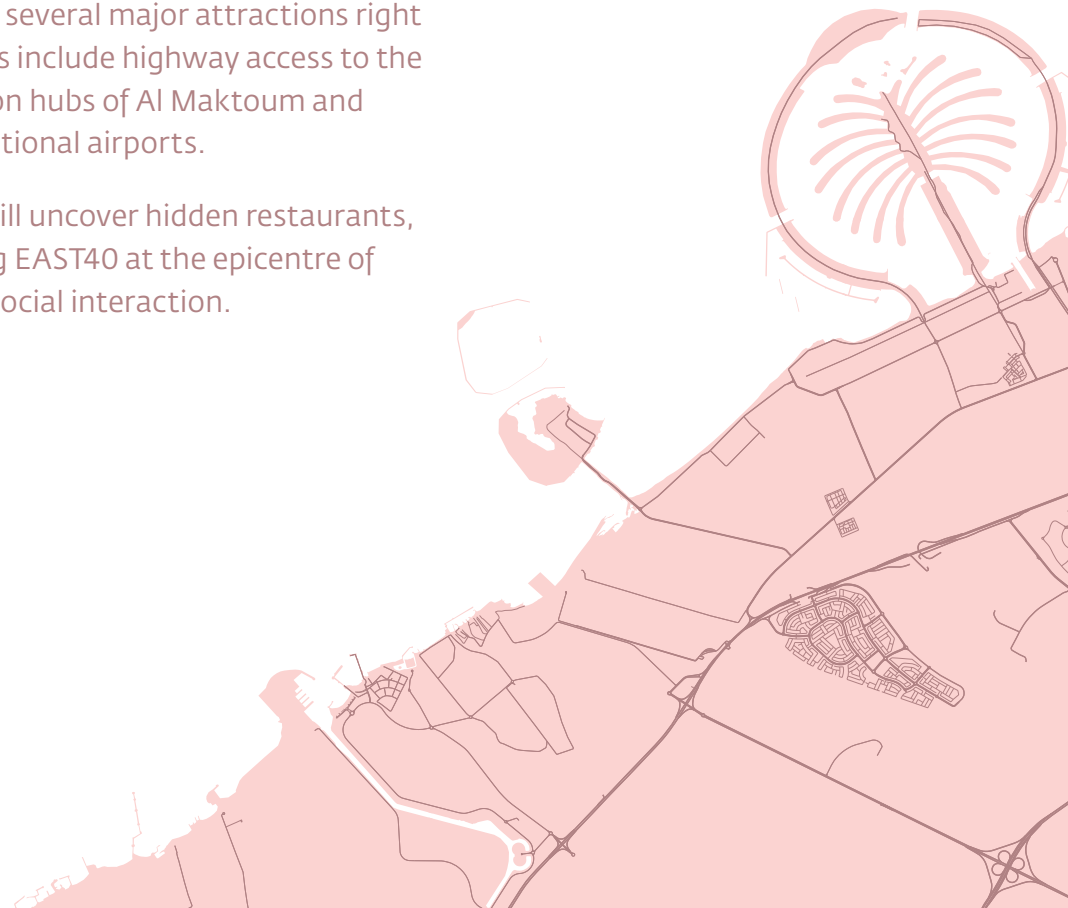 several major attractions right
s include highway access to the
on hubs of Al Maktoum and
tional airports.
ill uncover hidden restaurants,
g EAST40 at the epicentre of
ocial interaction.